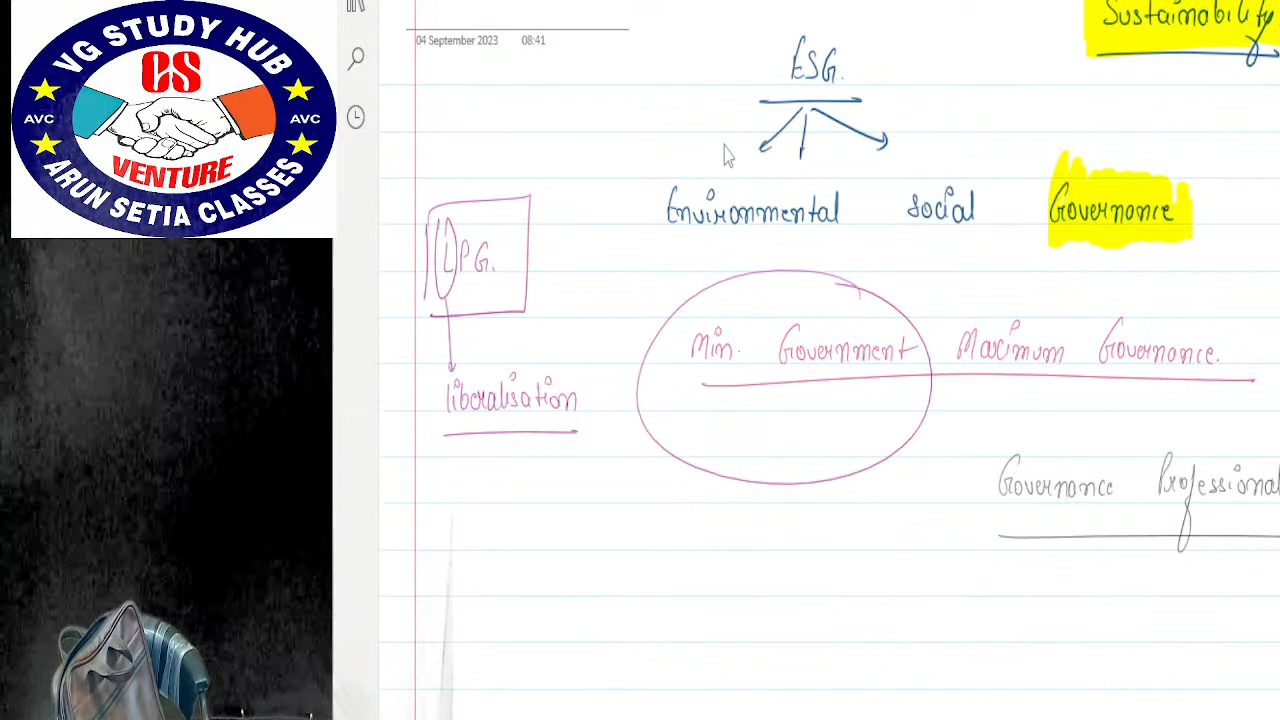 VG STUDY HUB
CS
AVC
AVC
VENTURE
ARUN SETIA CLASSES
04 September 2023 08:41
Sustainability
ESG.
Environmental Social Governance
LPG.
Min. Government Maximum Governance.
liberalisation
Governance Professional